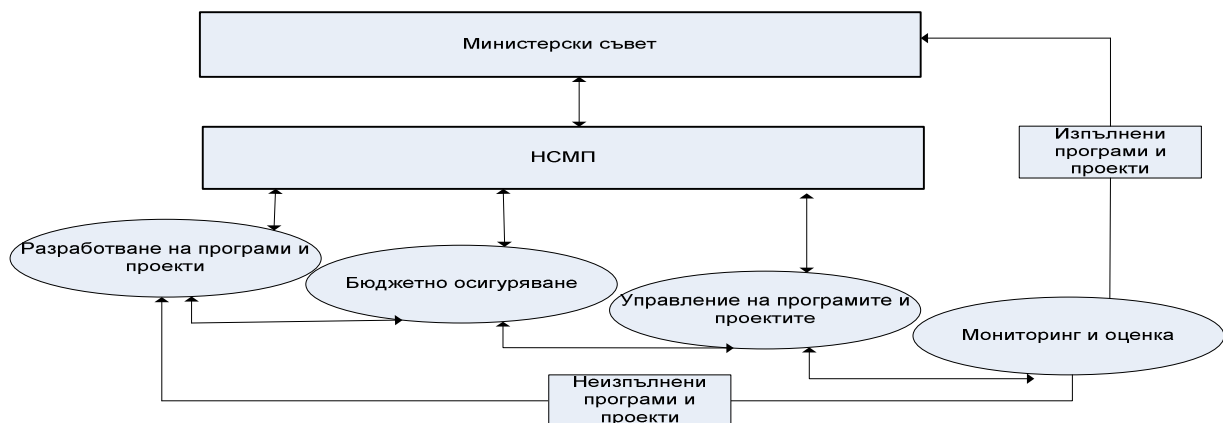 Министерски съвет
НСМП
Изпълнени
програми и
проекти
Разработване на програми и
проекти
Бюджетно осигуряване
Управление на програмите и
проектите
Мониторинг и оценка
Неизпълнени
програми и
проекти